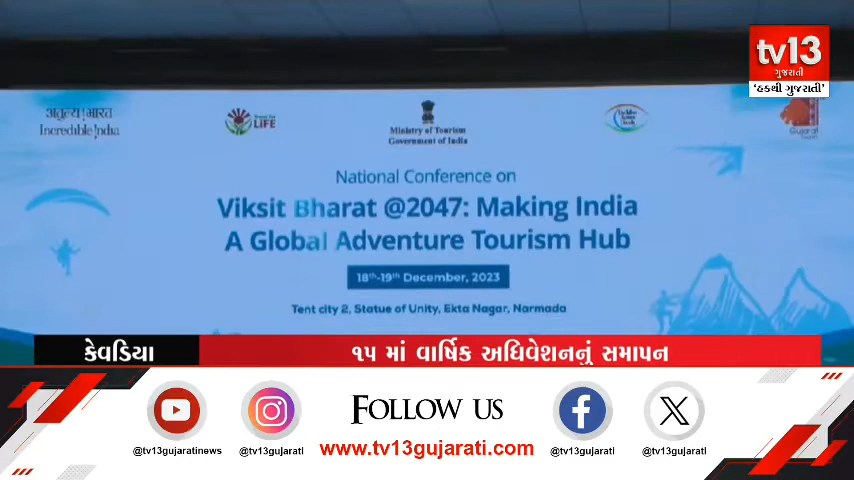 tv13
ગુજરાતી
'હકથી ગુજરાતી'
अतुल्य!भारत
Incredible!ndia
LiFE
Ministry of Tourism
Government of India
Gujarat
National Conference on
Viksit Bharat @2047: Making India
A Global Adventure Tourism Hub
18th-19th December, 2023
Tent city 2, Statue of Unity, Ekta Nagar, Narmada
કેવડિયા
૧૫ માં વાર્ષિક અધિવેશનનું સમાપન
FOLLOW US
@tv13gujaratinews
@tv13gujarati
www.tv13gujarati.com
@tv13gujarati
@tv13gujarati